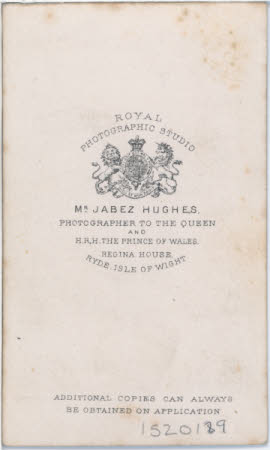 ROYAL
PHOTOGRAPHIC STUDIO
MR JABEZ HUGHES,
PHOTOGRAPHER TO THE QUEEN
AND
H.R.H. THE PRINCE OF WALES.
REGINA HOUSE,
RYDE, ISLE OF WIGHT
ADDITIONAL COPIES CAN ALWAYS
BE OBTAINED ON APPLICATION
1520139